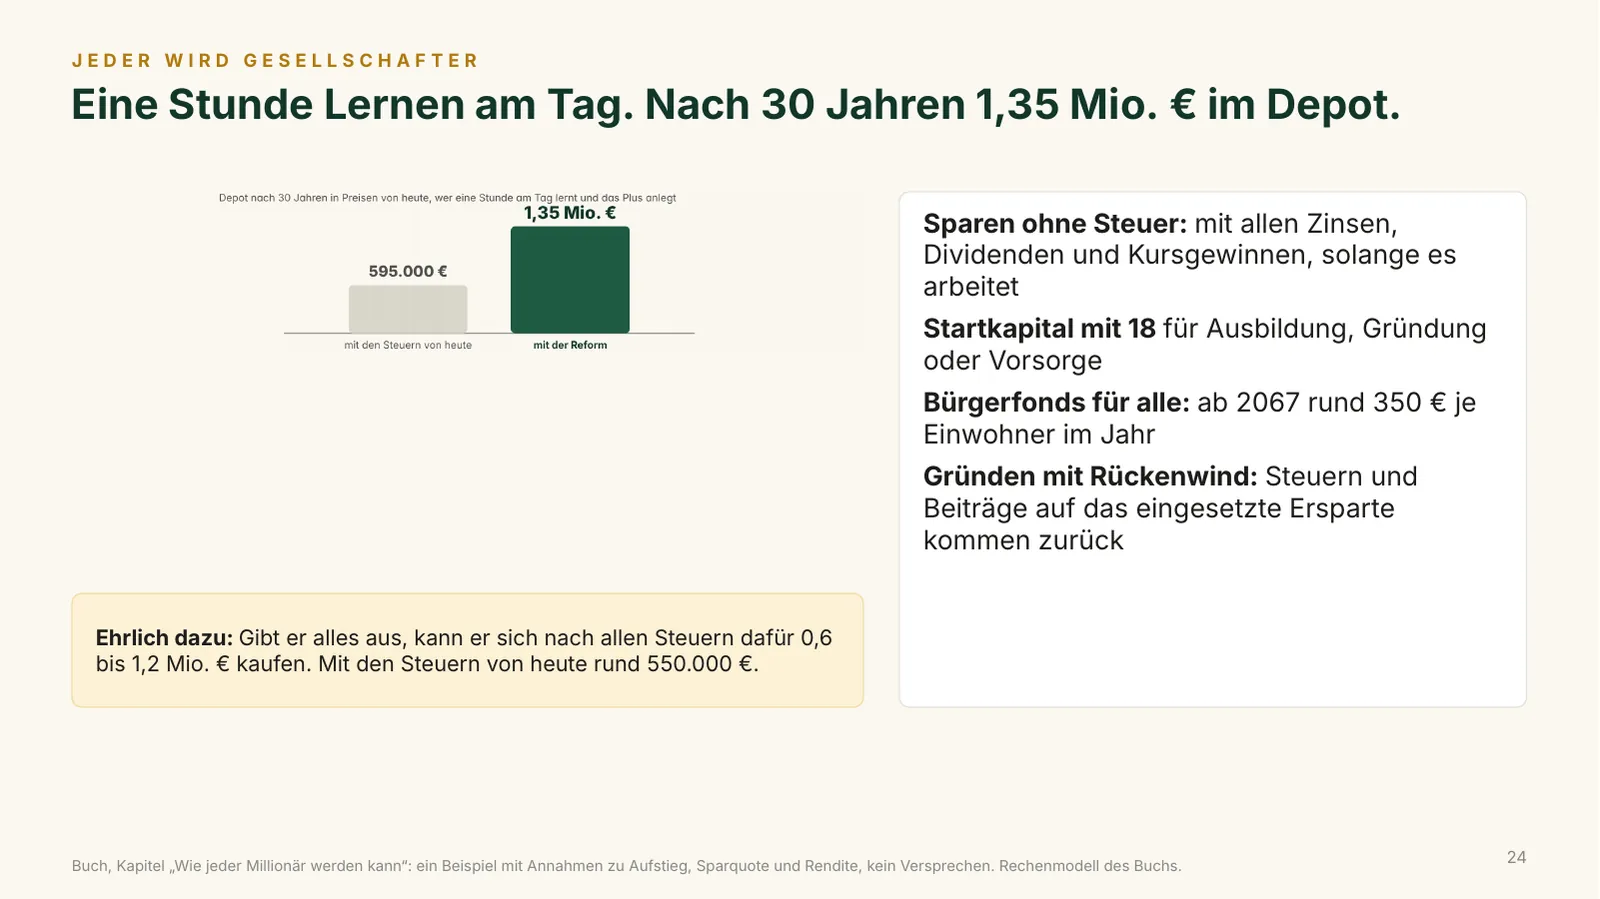 JEDER WIRD GESELLSCHAFTER
Eine Stunde Lernen am Tag. Nach 30 Jahren 1,35 Mio. € im Depot.
Depot nach 30 Jahren in Preisen von heute, wer eine Stunde am Tag lernt und das Plus anlegt
1,35 Mio. €
595.000 €
mit den Steuern von heute
mit der Reform
Sparen ohne Steuer: mit allen Zinsen,
Dividenden und Kursgewinnen, solange es
arbeitet
Startkapital mit 18 für Ausbildung, Gründung
oder Vorsorge
Bürgerfonds für alle: ab 2067 rund 350 € je
Einwohner im Jahr
Gründen mit Rückenwind: Steuern und
Beiträge auf das eingesetzte Ersparte
kommen zurück
Ehrlich dazu: Gibt er alles aus, kann er sich nach allen Steuern dafür 0,6
bis 1,2 Mio. € kaufen. Mit den Steuern von heute rund 550.000 €.
Buch, Kapitel „Wie jeder Millionär werden kann“: ein Beispiel mit Annahmen zu Aufstieg, Sparquote und Rendite, kein Versprechen. Rechenmodell des Buchs.
24